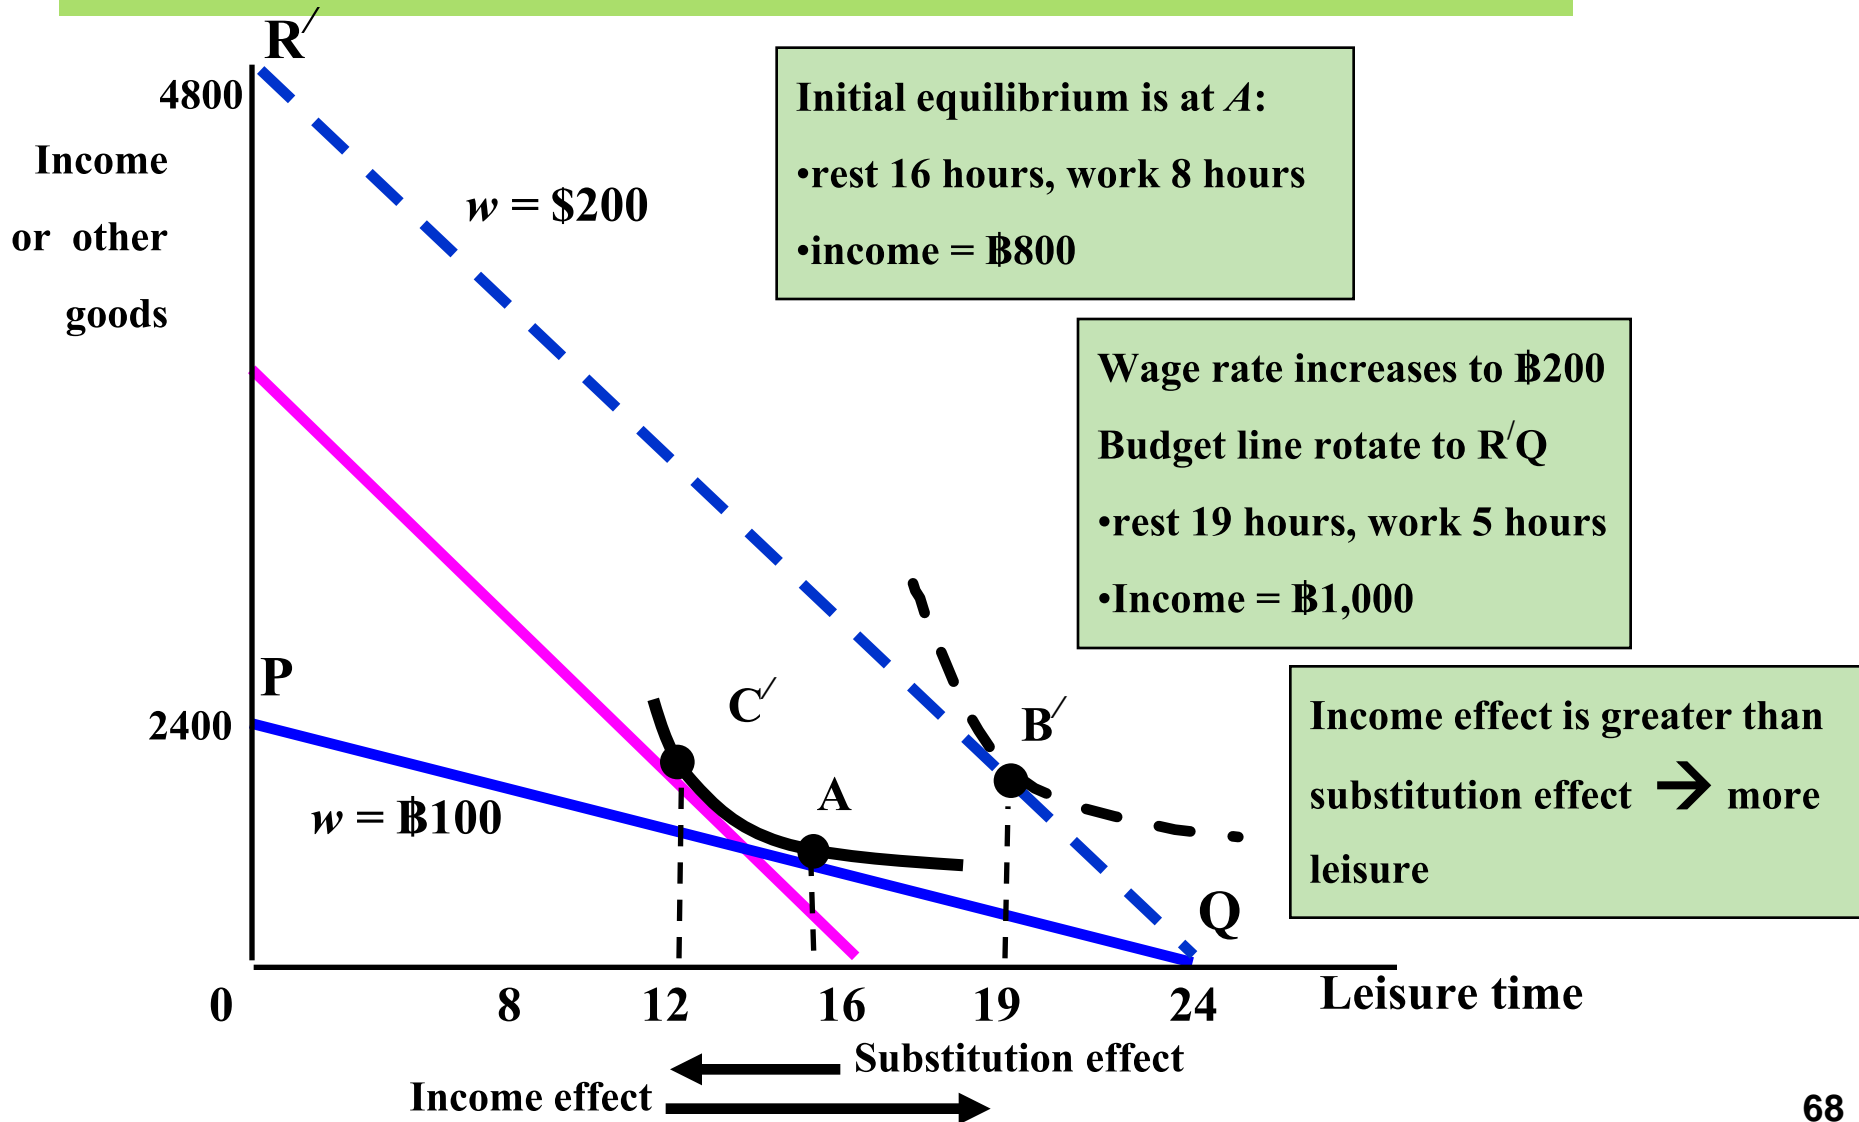 R/
4800
Income
or other
goods
w = $200
Initial equilibrium is at A:
•rest 16 hours, work 8 hours
•income = ฿800
Wage rate increases to ฿200
Budget line rotate to R/Q
•rest 19 hours, work 5 hours
•Income = ฿1,000
P
2400
w = ฿100
C/
A
B/
Income effect is greater than
substitution effect → more
leisure
Q
0 8 12 16 19 24 Leisure time
Substitution effect
Income effect
68